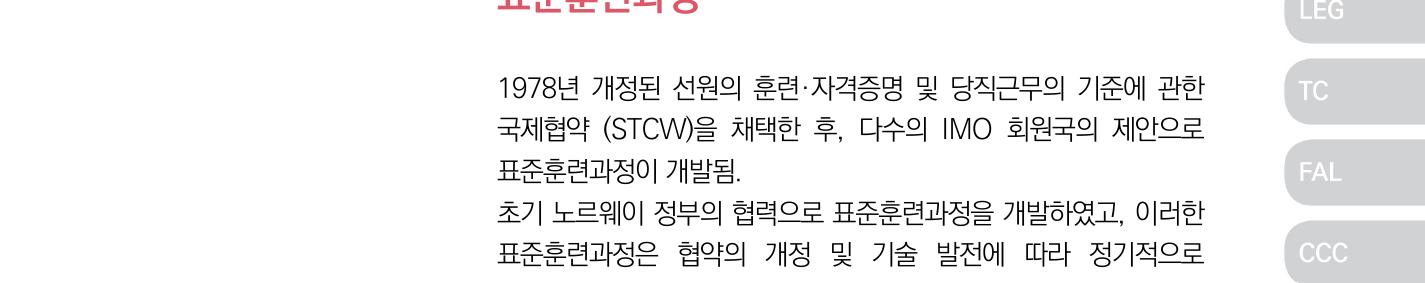 표준훈련과정
1978년 개정된 선원의 훈련·자격증명 및 당직근무의 기준에 관한
국제협약 (STCW)을 채택한 후, 다수의 IMO 회원국의 제안으로
표준훈련과정이 개발됨.
초기 노르웨이 정부의 협력으로 표준훈련과정을 개발하였고, 이러한
표준훈련과정은 협약의 개정 및 기술 발전에 따라 정기적으로
LEG
TC
FAL
CCC